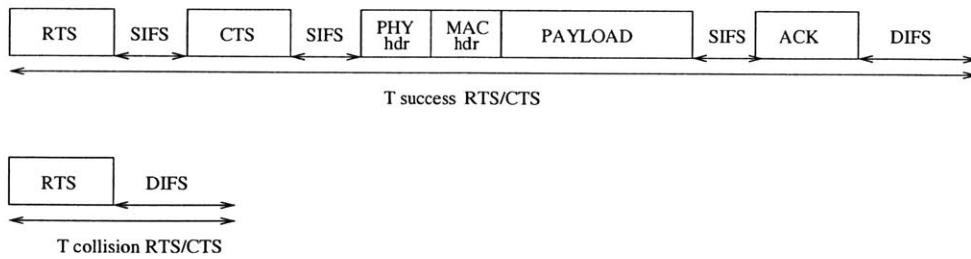 RTS SIFS CTS SIFS PHY hdr MAC hdr PAYLOAD SIFS ACK DIFS
T success RTS/CTS
RTS DIFS
T collision RTS/CTS